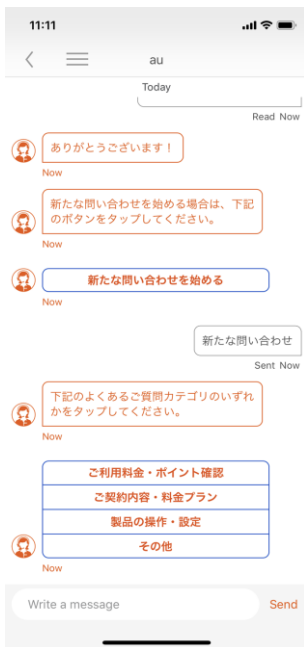 11:11
au
Today
Read Now
ありがとうございます！
Now
新たな問い合わせを始める場合は、下記
のボタンをタップしてください。
Now
新たな問い合わせを始める
Now
新たな問い合わせ
Sent Now
下記のよくあるご質問カテゴリのいずれ
かをタップしてください。
Now
ご利用料金・ポイント確認
ご契約内容・料金プラン
製品の操作・設定
その他
Now
Write a message
Send